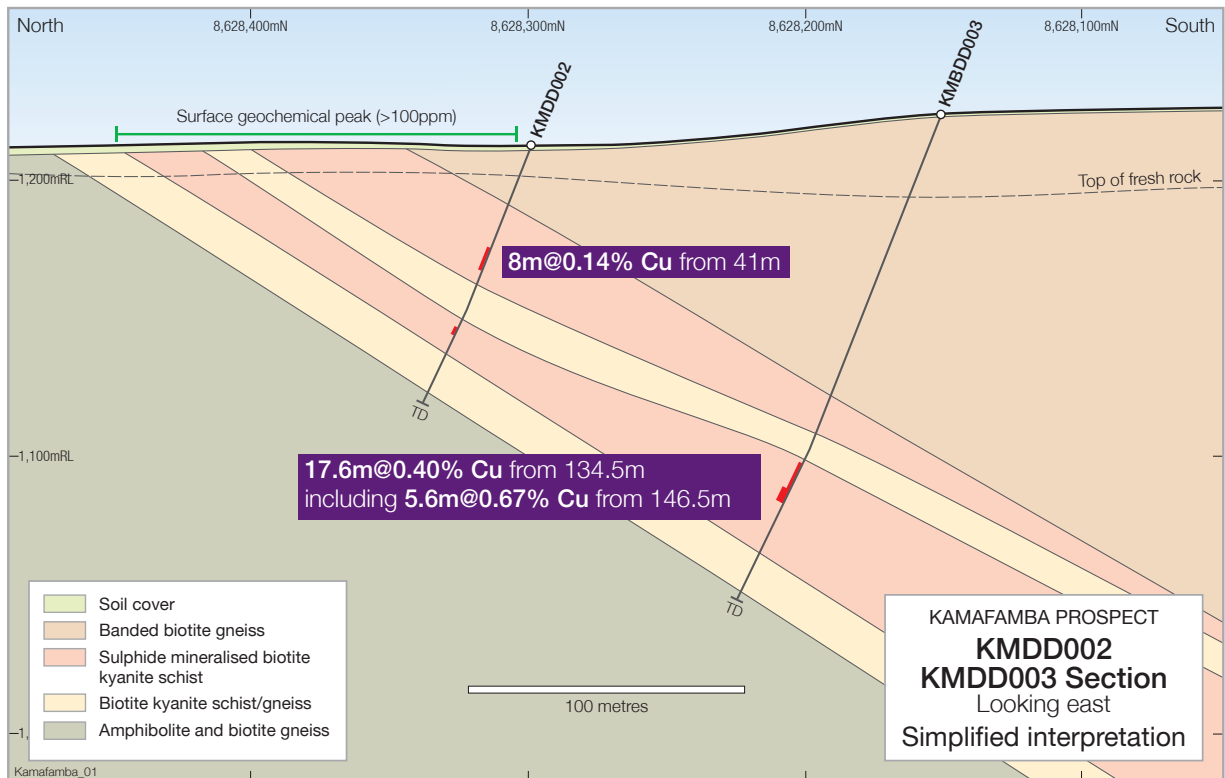 North
8,628,400mN
8,628,300mN
8,628,200mN
8,628,100mN
South
KMDD002
KMBDD003
Surface geochemical peak (>100ppm)
1,200mRL
Top of fresh rock
8m@0.14% Cu from 41m
TD
1,100mRL
17.6m@0.40% Cu from 134.5m
including 5.6m@0.67% Cu from 146.5m
TD
Soil cover
Banded biotite gneiss
Sulphide mineralised biotite
kyanite schist
Biotite kyanite schist/gneiss
Amphibolite and biotite gneiss
100 metres
KAMAFAMBA PROSPECT
KMDD002
KMDD003 Section
Looking east
Simplified interpretation
Kamafamba_01